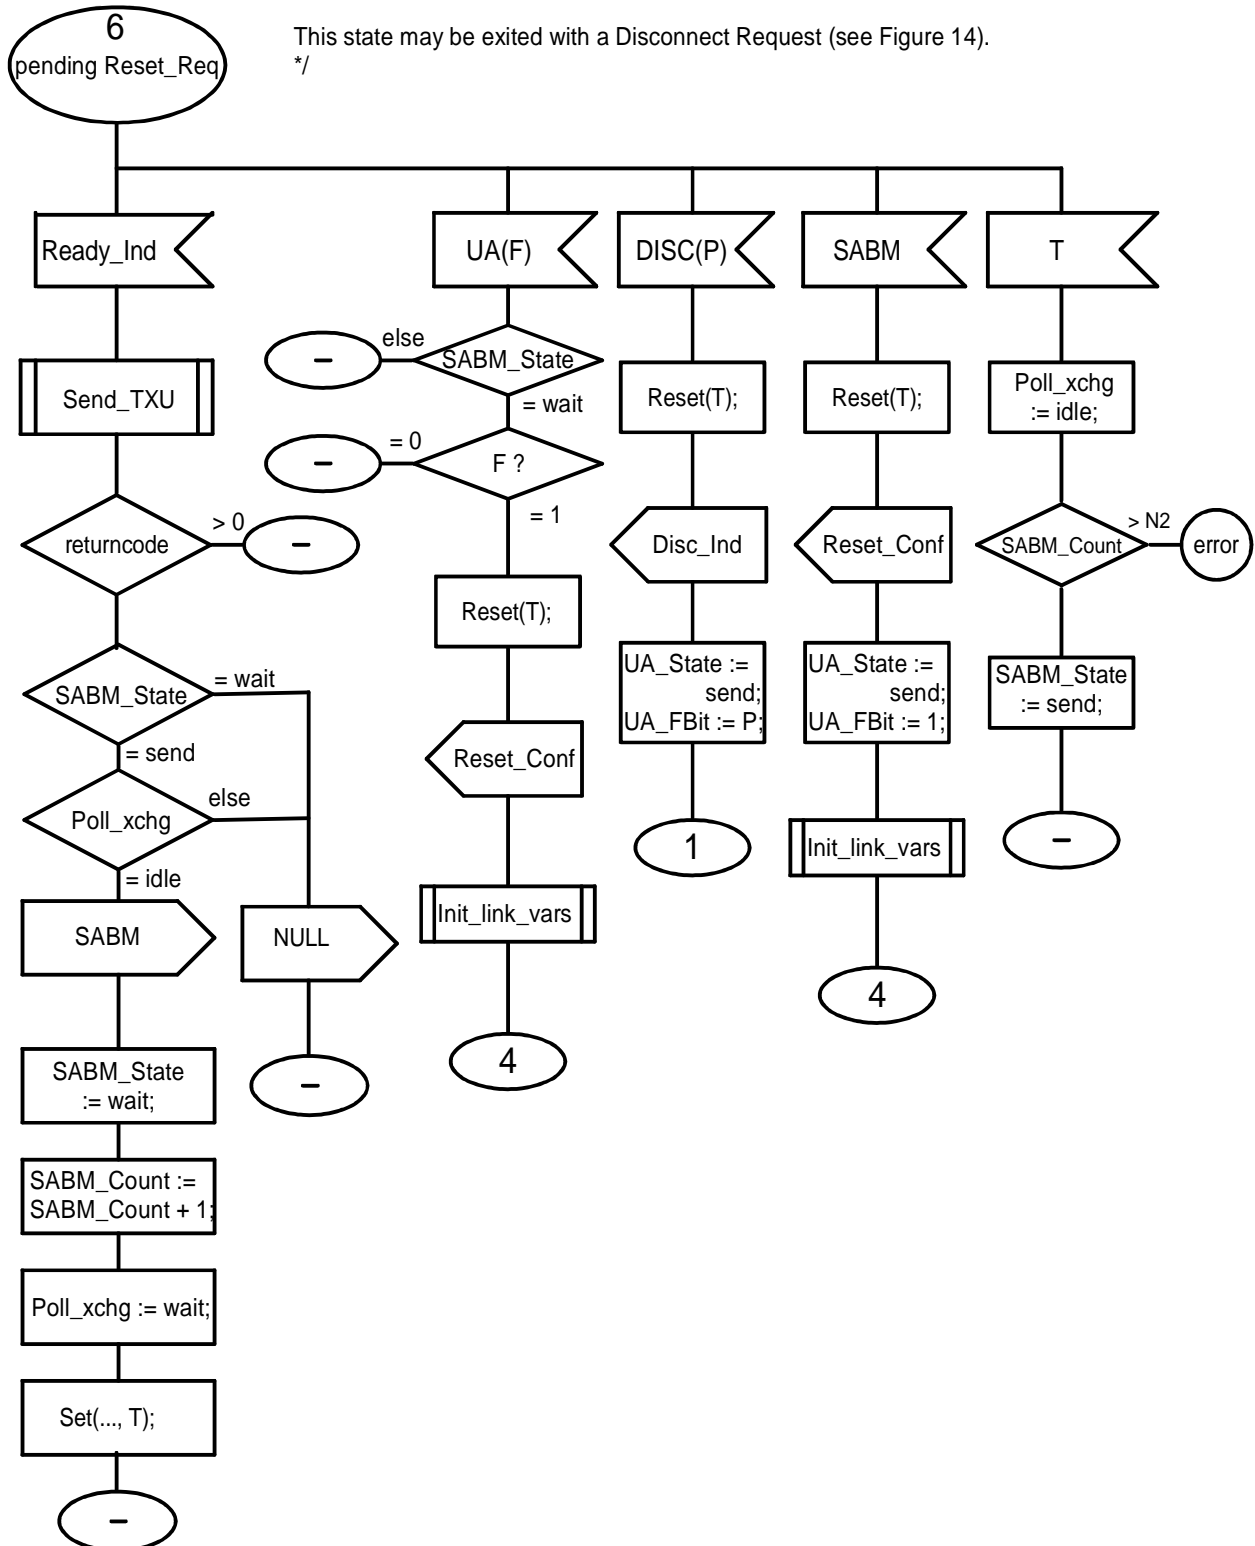 6
pending Reset_Req
This state may be exited with a Disconnect Request (see Figure 14).
*/
Ready_Ind
Send_TXU
returncode
> 0
–
SABM_State
= wait
= send
Poll_xchg
else
= idle
SABM
NULL
–
SABM_State
:= wait;
SABM_Count :=
SABM_Count + 1;
Poll_xchg := wait;
Set(..., T);
–
UA(F)
SABM_State
else
–
= wait
F ?
= 0
–
= 1
Reset(T);
Reset_Conf
Init_link_vars
4
DISC(P)
Reset(T);
Disc_Ind
UA_State :=
send;
UA_FBit := P;
1
SABM
Reset(T);
Reset_Conf
UA_State :=
send;
UA_FBit := 1;
Init_link_vars
4
T
Poll_xchg
:= idle;
SABM_Count
> N2
error
SABM_State
:= send;
–